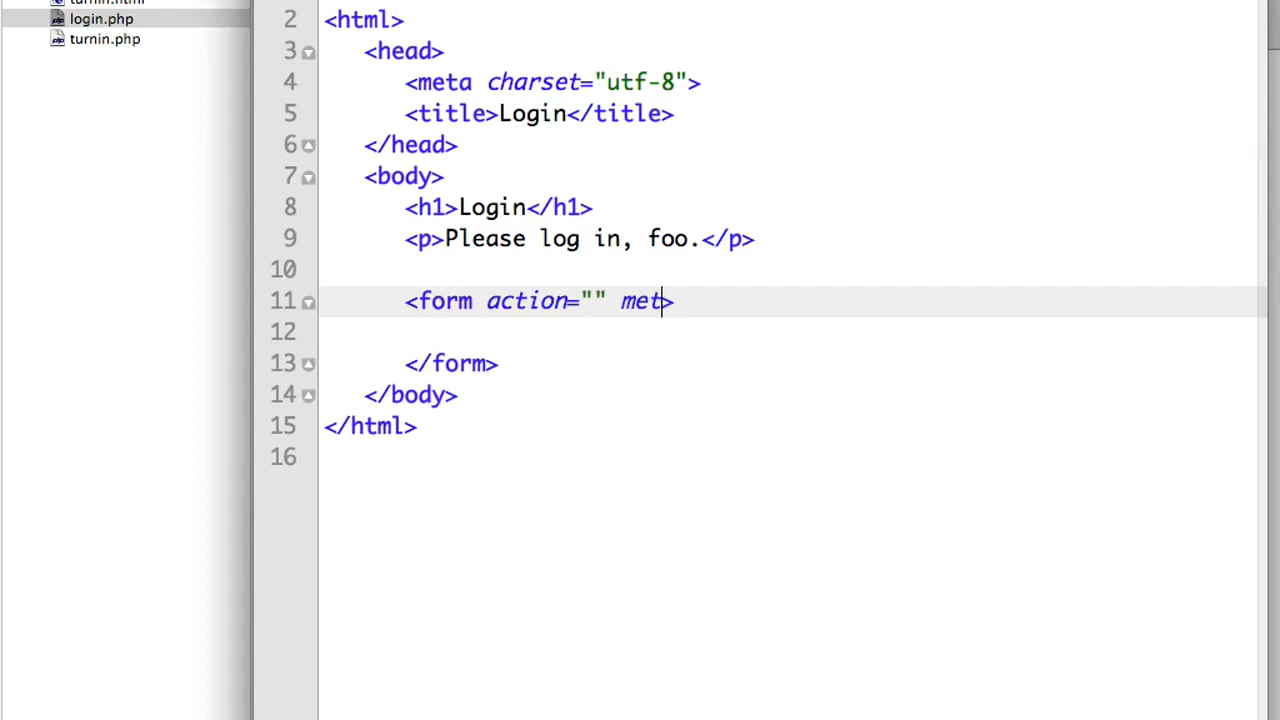 turnin.html
login.php
turnin.php
2 <html>
3 <head>
4 <meta charset="utf-8">
5 <title>Login</title>
6 </head>
7 <body>
8 <h1>Login</h1>
9 <p>Please log in, foo.</p>
10
11 <form action="" met>
12
13 </form>
14 </body>
15 </html>
16